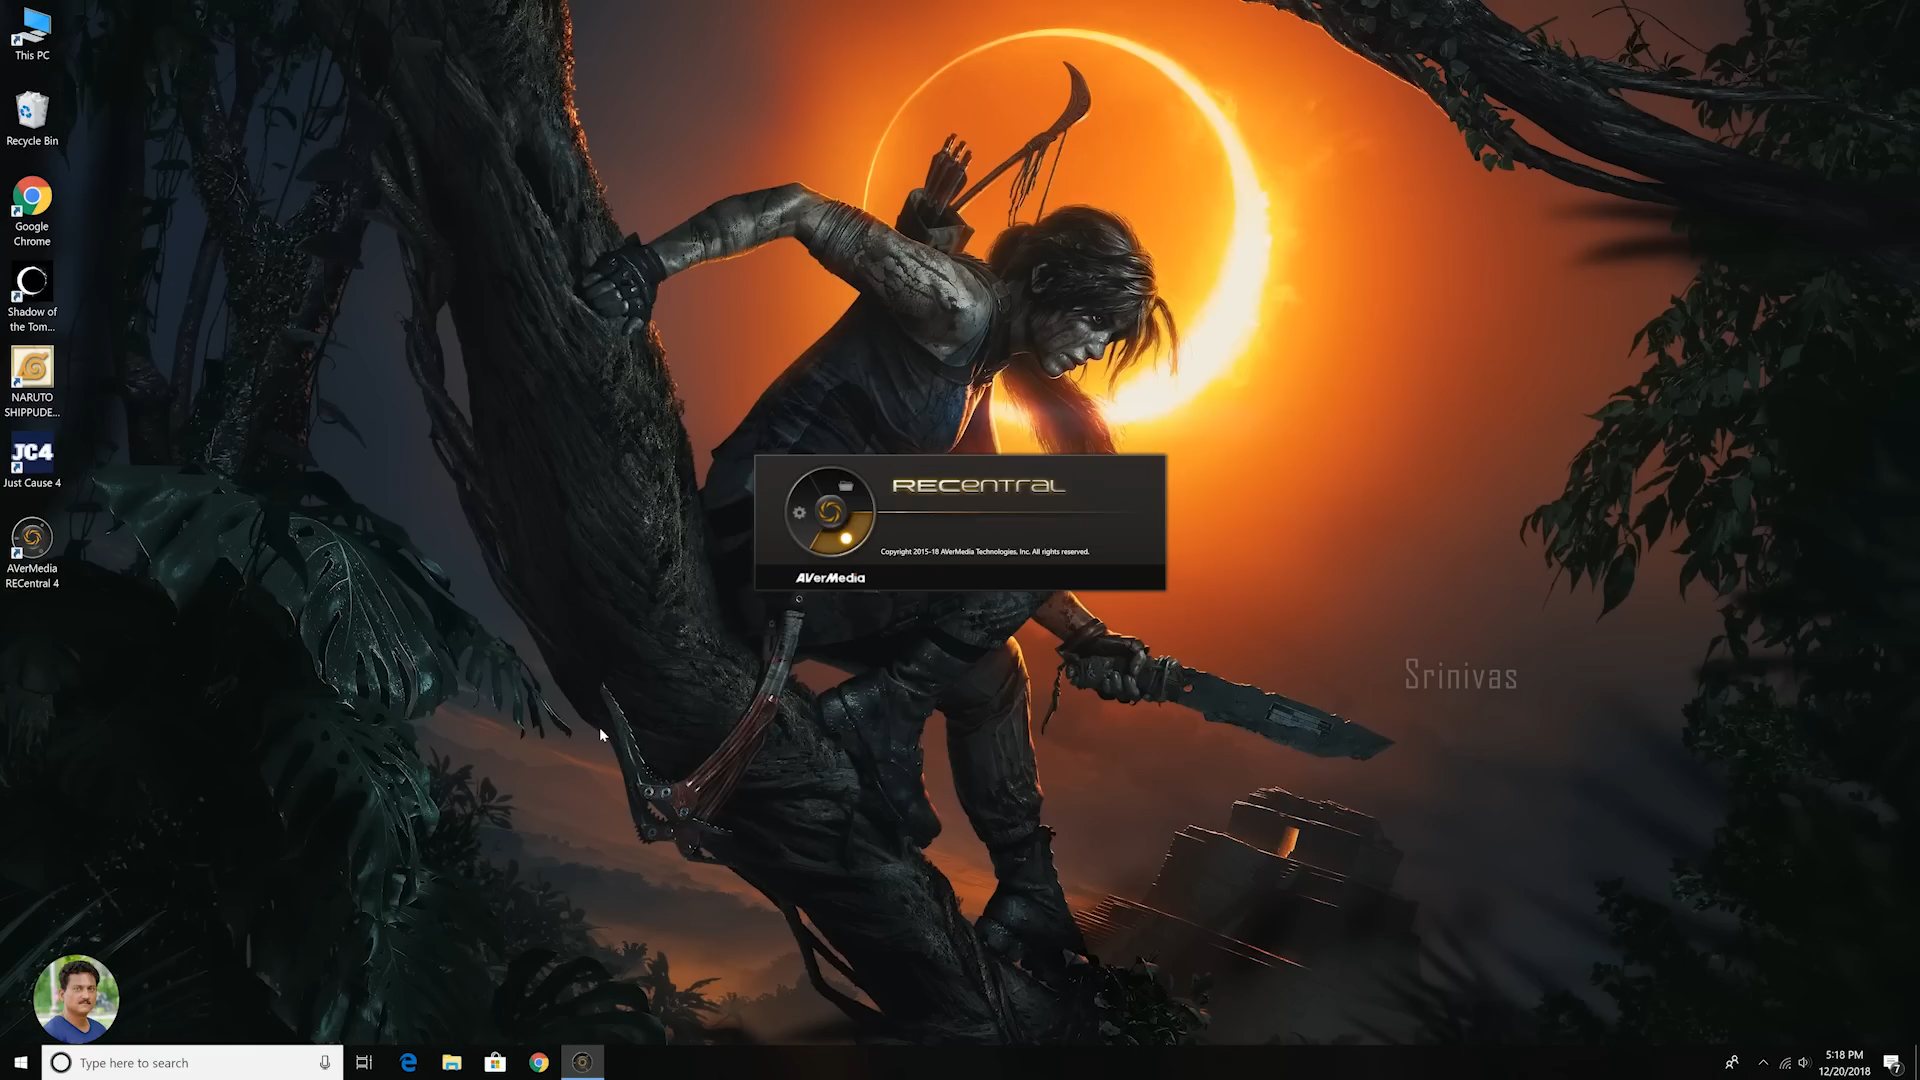 This PC
Recycle Bin
Google
Chrome
Shadow of
the Tom...
NARUTO
SHIPPUDE...
JC4
Just Cause 4
AVerMedia
RECentral 4
RECentral
Copyright 2015-18 AVerMedia Technologies, Inc. All rights reserved.
AVerMedia
Srinivas
Type here to search
5:18 PM
12/20/2018
7